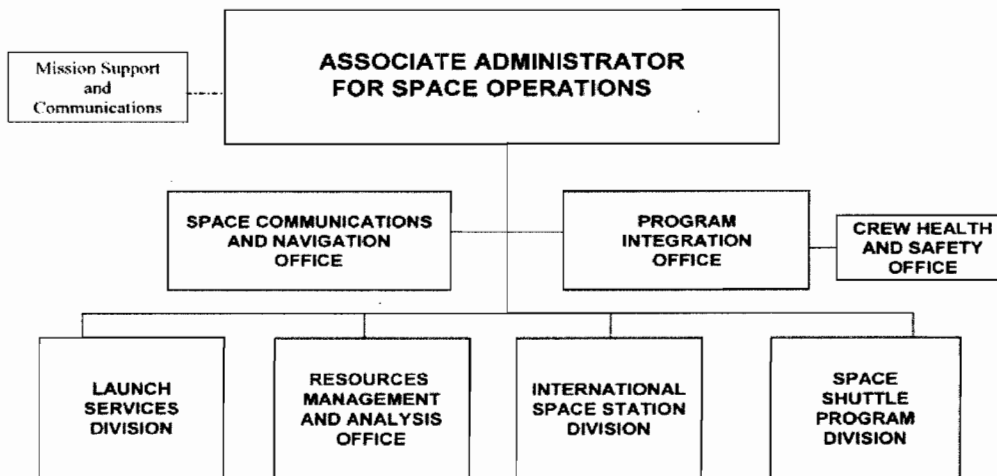 ASSOCIATE ADMINISTRATOR
FOR SPACE OPERATIONS
Mission Support
and
Communications
SPACE COMMUNICATIONS
AND NAVIGATION
OFFICE
PROGRAM
INTEGRATION
OFFICE
CREW HEALTH
AND SAFETY
OFFICE
LAUNCH
SERVICES
DIVISION
RESOURCES
MANAGEMENT
AND ANALYSIS
OFFICE
INTERNATIONAL
SPACE STATION
DIVISION
SPACE
SHUTTLE
PROGRAM
DIVISION